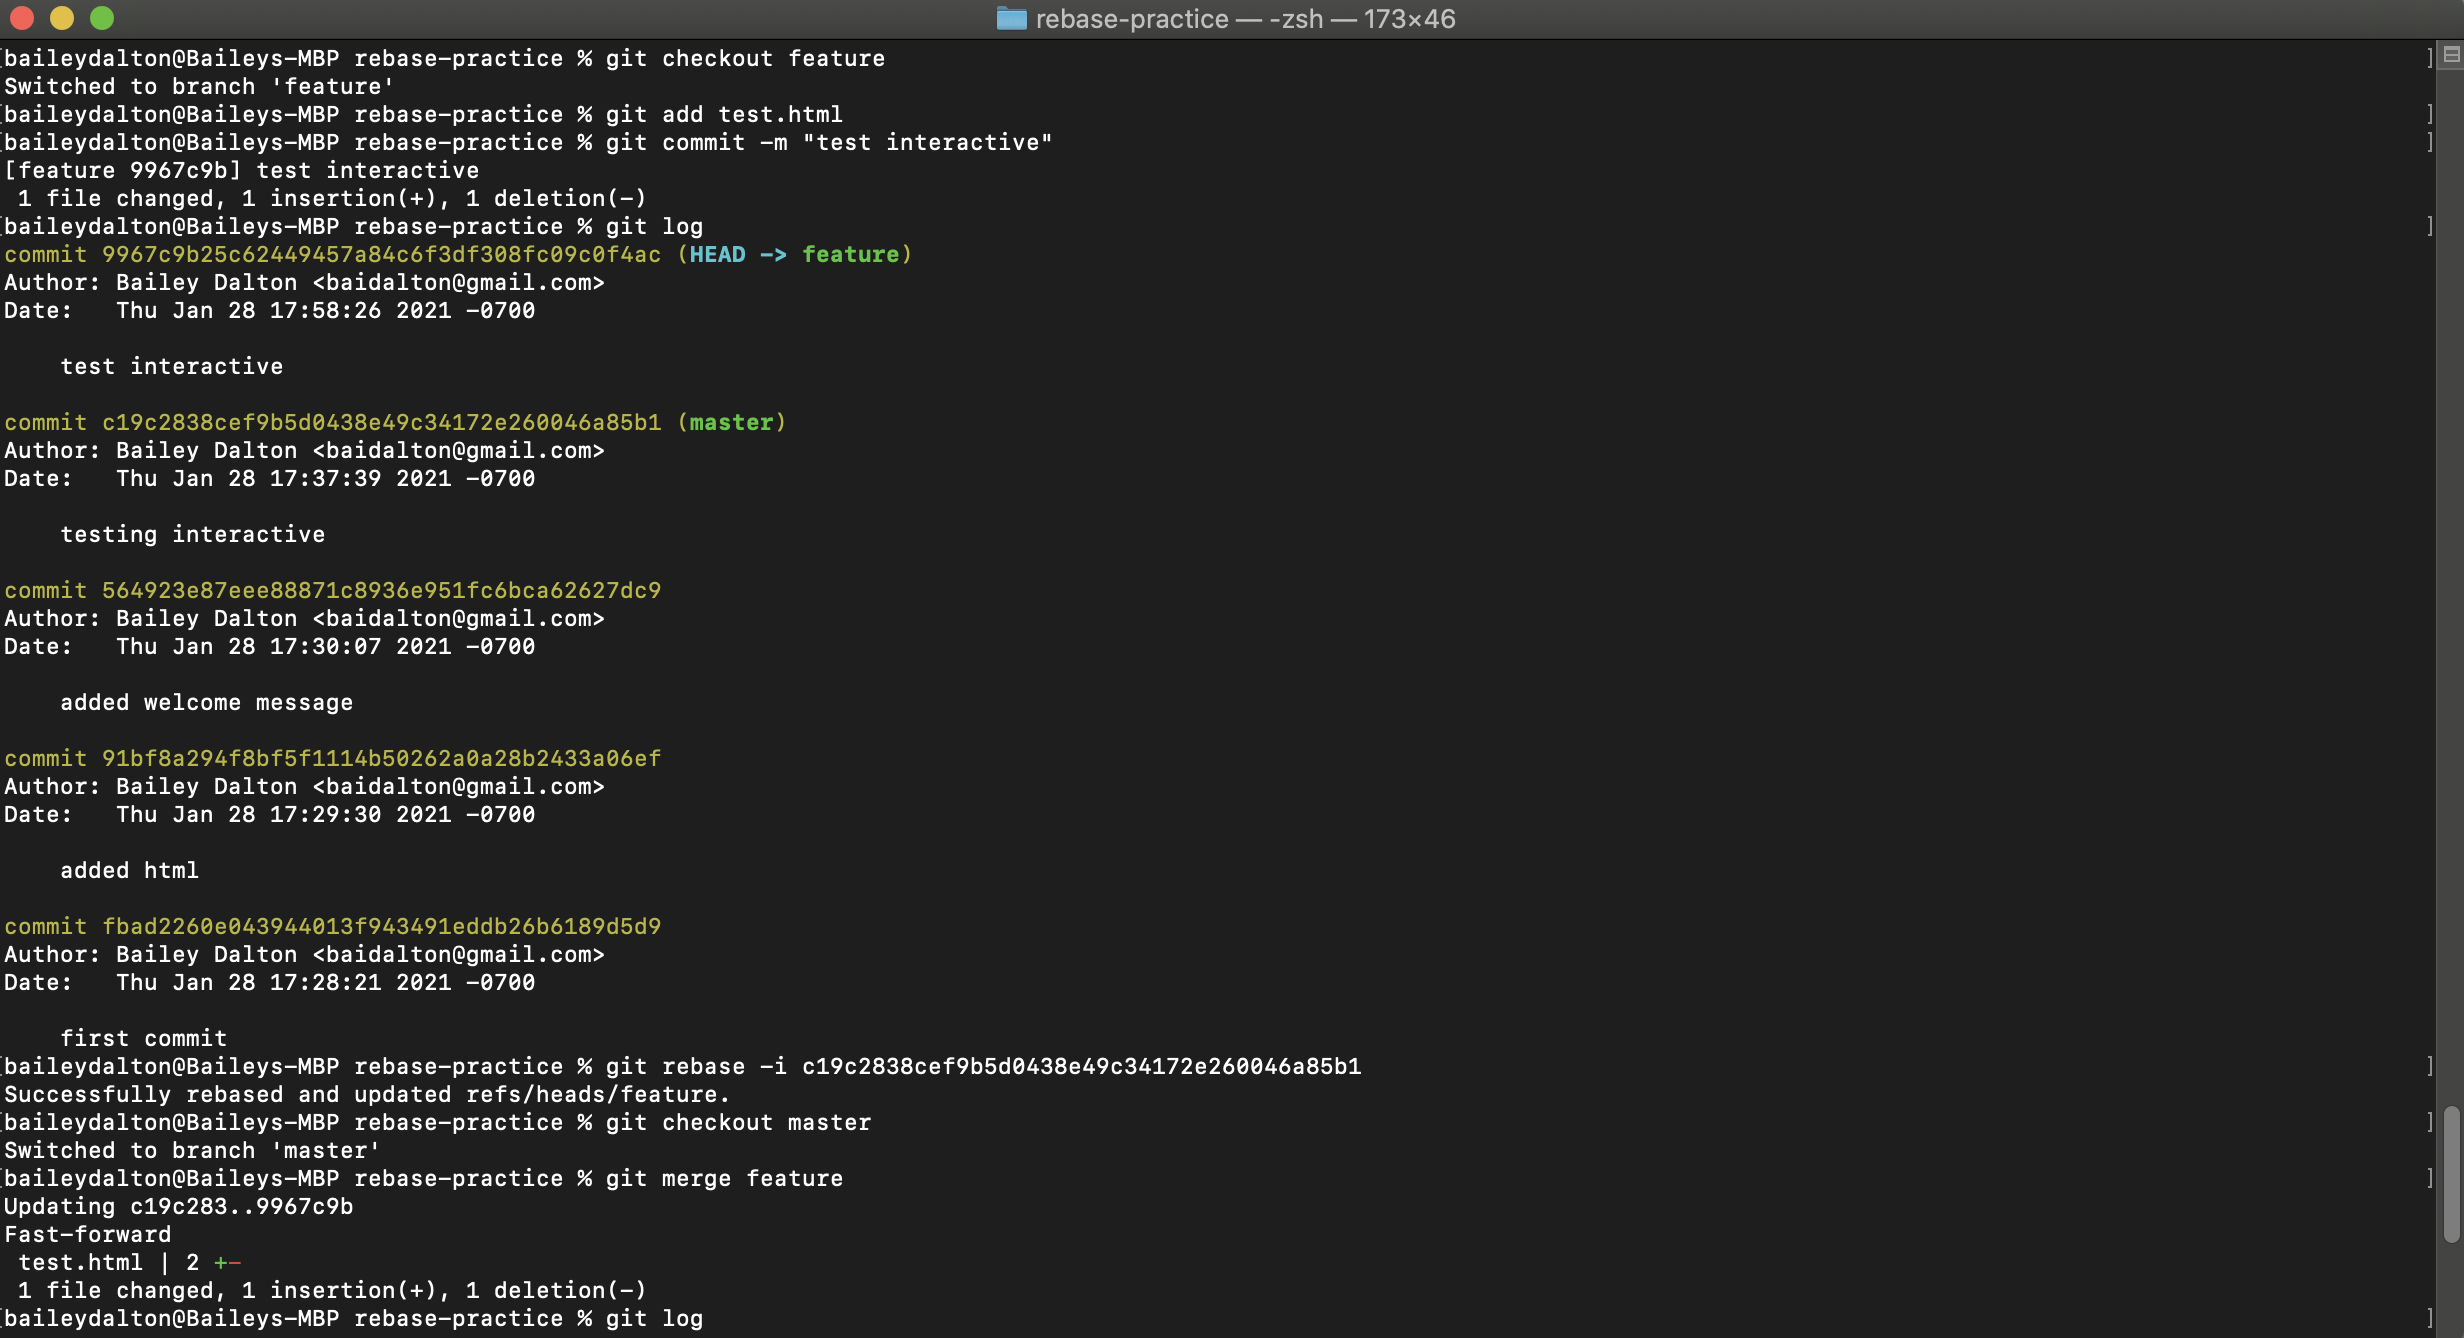 rebase-practice — -zsh — 173×46
[baileydalton@Baileys-MBP rebase-practice % git checkout feature ]
Switched to branch 'feature'
[baileydalton@Baileys-MBP rebase-practice % git add test.html ]
[baileydalton@Baileys-MBP rebase-practice % git commit -m "test interactive" ]
[feature 9967c9b] test interactive
 1 file changed, 1 insertion(+), 1 deletion(-)
[baileydalton@Baileys-MBP rebase-practice % git log ]
commit 9967c9b25c62449457a84c6f3df308fc09c0f4ac (HEAD -> feature)
Author: Bailey Dalton <baidalton@gmail.com>
Date:   Thu Jan 28 17:58:26 2021 -0700
    test interactive
commit c19c2838cef9b5d0438e49c34172e260046a85b1 (master)
Author: Bailey Dalton <baidalton@gmail.com>
Date:   Thu Jan 28 17:37:39 2021 -0700
    testing interactive
commit 564923e87eee88871c8936e951fc6bca62627dc9
Author: Bailey Dalton <baidalton@gmail.com>
Date:   Thu Jan 28 17:30:07 2021 -0700
    added welcome message
commit 91bf8a294f8bf5f1114b50262a0a28b2433a06ef
Author: Bailey Dalton <baidalton@gmail.com>
Date:   Thu Jan 28 17:29:30 2021 -0700
    added html
commit fbad2260e043944013f943491eddb26b6189d5d9
Author: Bailey Dalton <baidalton@gmail.com>
Date:   Thu Jan 28 17:28:21 2021 -0700
    first commit
[baileydalton@Baileys-MBP rebase-practice % git rebase -i c19c2838cef9b5d0438e49c34172e260046a85b1 ]
Successfully rebased and updated refs/heads/feature.
[baileydalton@Baileys-MBP rebase-practice % git checkout master ]
Switched to branch 'master'
[baileydalton@Baileys-MBP rebase-practice % git merge feature ]
Updating c19c283..9967c9b
Fast-forward
 test.html | 2 +-
 1 file changed, 1 insertion(+), 1 deletion(-)
[baileydalton@Baileys-MBP rebase-practice % git log ]